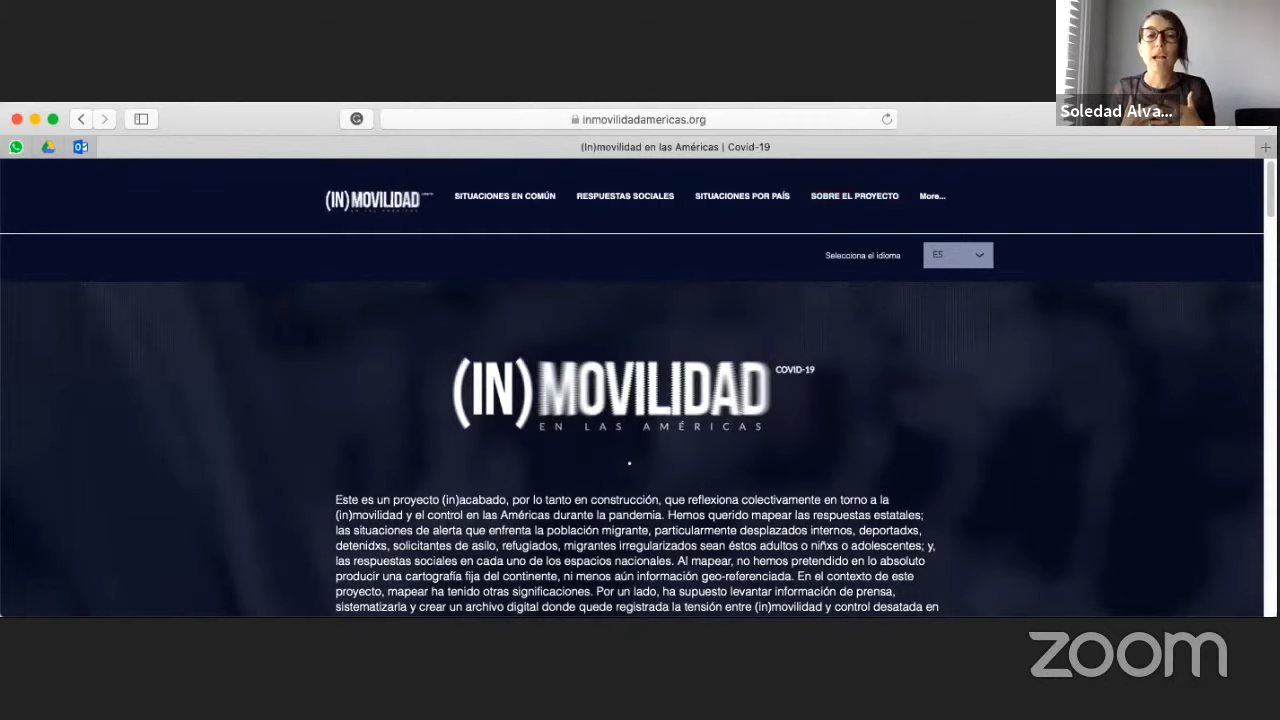 Soledad Alva...
inmovilidadamericas.org
(In)movilidad en las Américas | Covid-19
(IN)MOVILIDAD
SITUACIONES EN COMÚN
RESPUESTAS SOCIALES
SITUACIONES POR PAÍS
SOBRE EL PROYECTO
More...
Selecciona el idioma
ES
(IN)MOVILIDAD
COVID-19
EN LAS AMÉRICAS
Este es un proyecto (in)acabado, por lo tanto en construcción, que reflexiona colectivamente en torno a la
(in)movilidad y el control en las Américas durante la pandemia. Hemos querido mapear las respuestas estatales;
las situaciones de alerta que enfrenta la población migrante, particularmente desplazados internos, deportadxs,
detenidxs, solicitantes de asilo, refugiados, migrantes irregularizados sean éstos adultos o niñxs o adolescentes; y,
las respuestas sociales en cada uno de los espacios nacionales. Al mapear, no hemos pretendido en lo absoluto
producir una cartografía fija del continente, ni menos aún información geo-referenciada. En el contexto de este
proyecto, mapear ha tenido otras significaciones. Por un lado, ha supuesto levantar información de prensa,
sistematizarla y crear un archivo digital donde quede registrada la tensión entre (in)movilidad y control desatada en
zoom